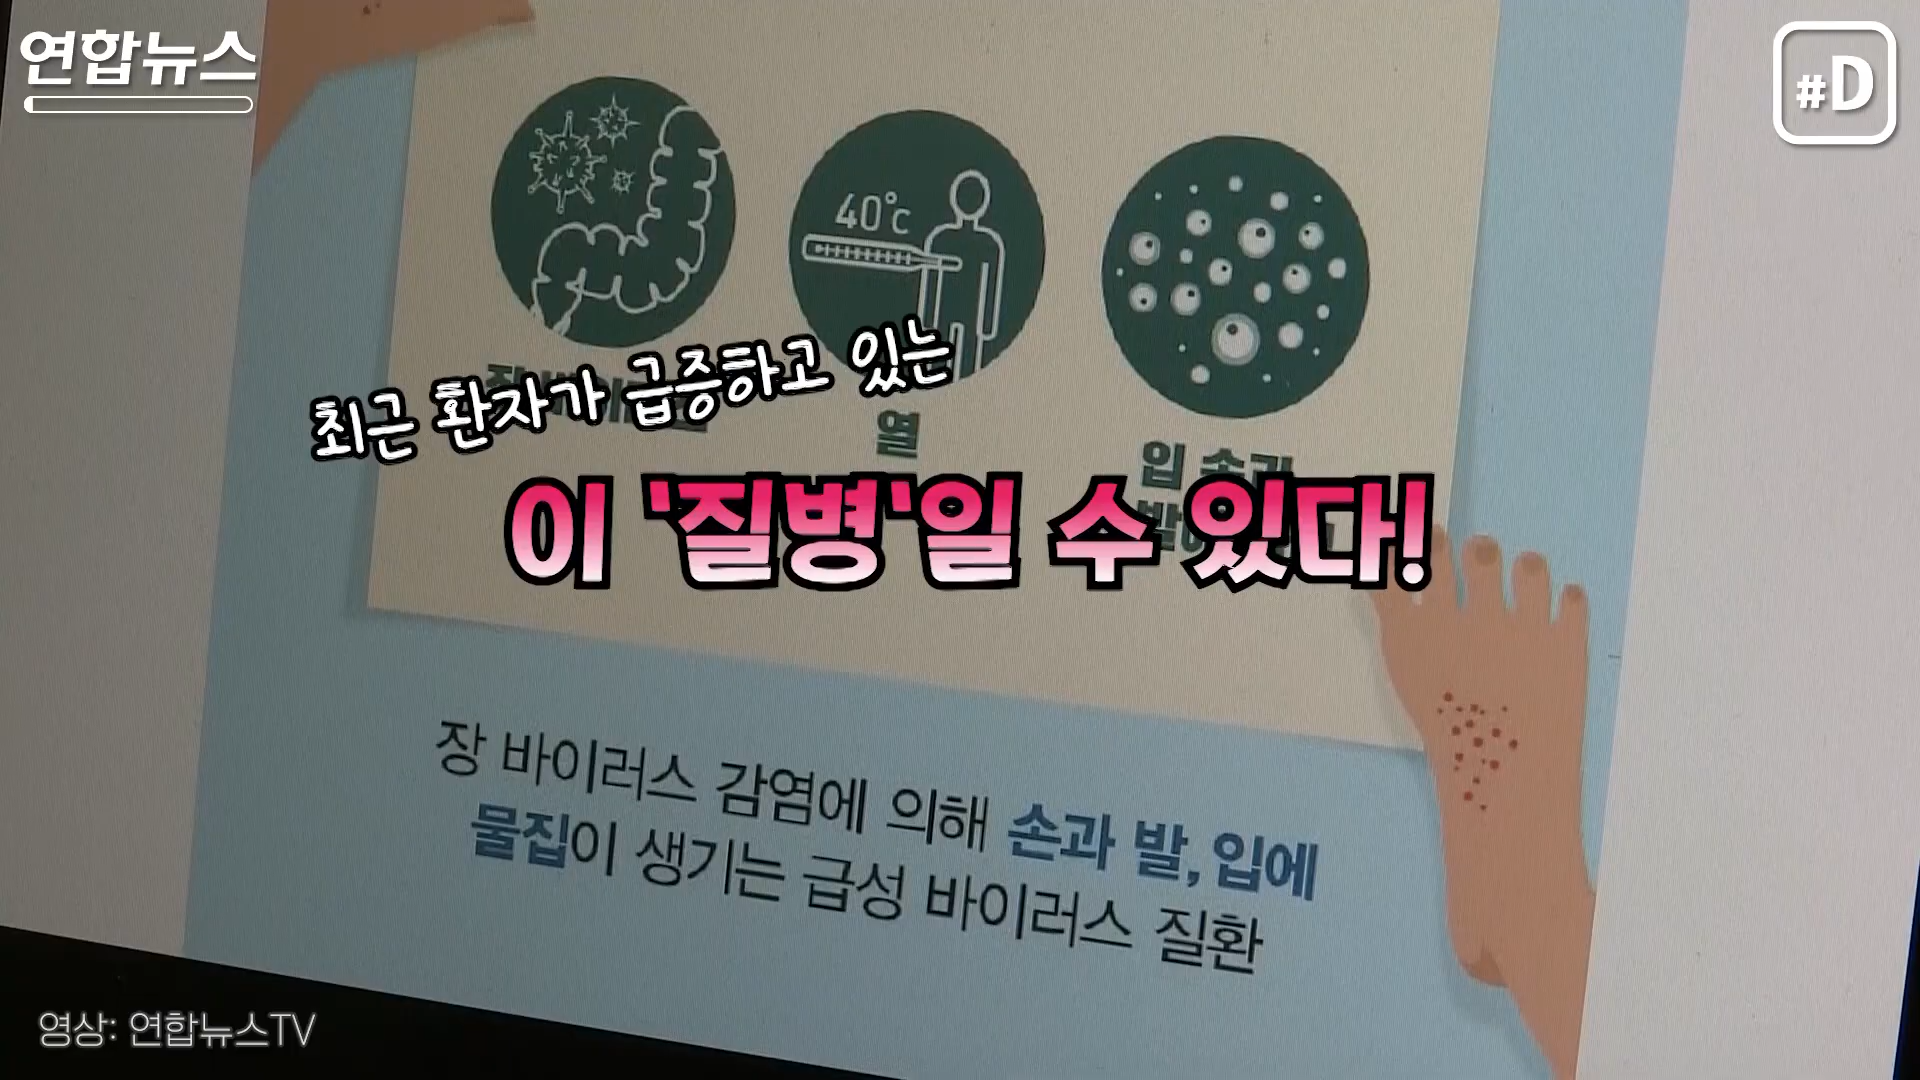 연합뉴스
#D
40°c
최근 환자가 급증하고 있는
열
입 손과
이 '질병'일 수 있다!
장 바이러스 감염에 의해 손과 발, 입에
물집이 생기는 급성 바이러스 질환
영상: 연합뉴스TV